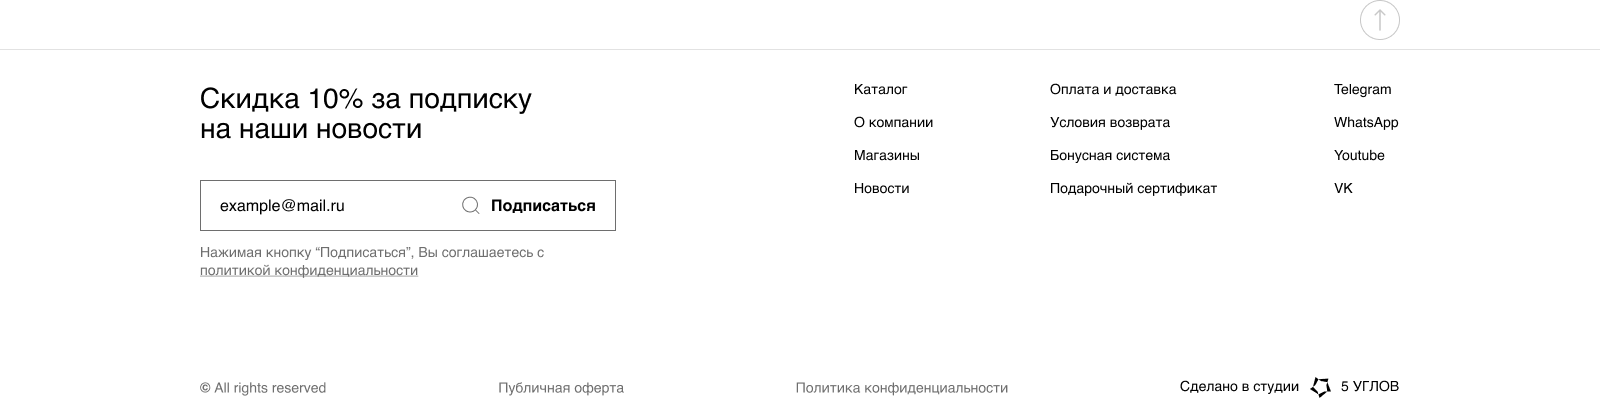 Скидка 10% за подписку
на наши новости
example@mail.ru
Подписаться
Нажимая кнопку “Подписаться”, Вы соглашаетесь с
политикой конфиденциальности
Каталог
О компании
Магазины
Новости
Оплата и доставка
Условия возврата
Бонусная система
Подарочный сертификат
Telegram
WhatsApp
Youtube
VK
© All rights reserved
Публичная оферта
Политика конфиденциальности
Сделано в студии 5 УГЛОВ